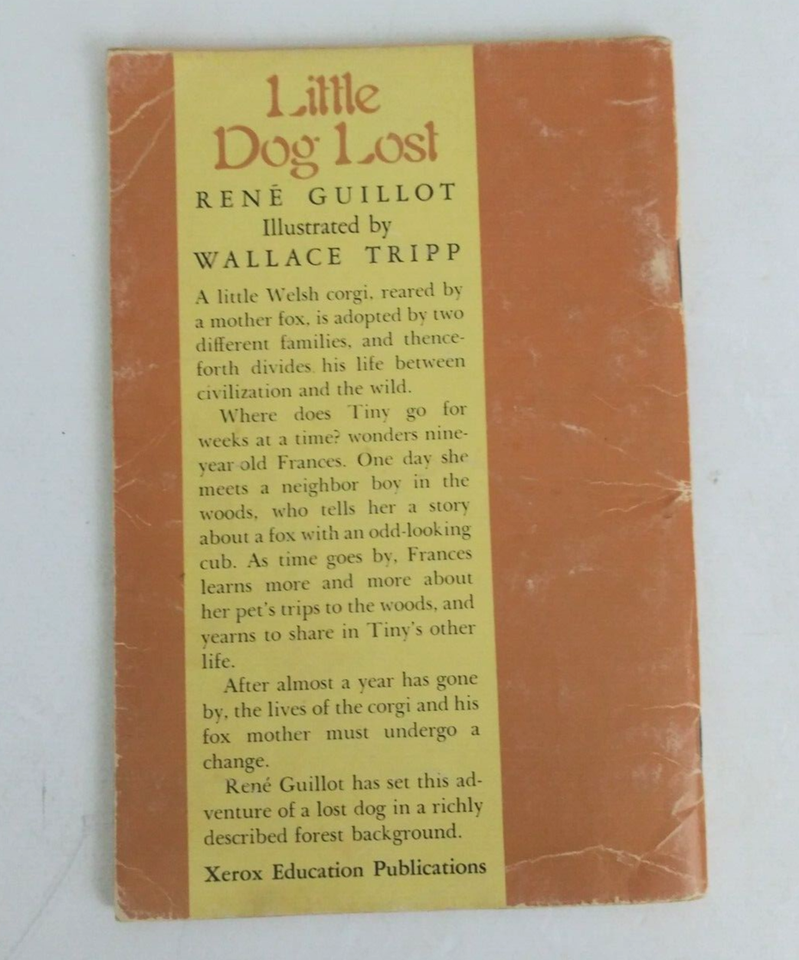 Little
Dog Lost
RENÉ GUILLOT
Illustrated by
WALLACE TRIPP
A little Welsh corgi, reared by
a mother fox, is adopted by two
different families, and thence-
forth divides his life between
civilization and the wild.
Where does Tiny go for
weeks at a time? wonders nine-
year-old Frances. One day she
meets a neighbor boy in the
woods, who tells her a story
about a fox with an odd-looking
cub. As time goes by, Frances
learns more and more about
her pet's trips to the woods, and
yearns to share in Tiny's other
life.
After almost a year has gone
by, the lives of the corgi and his
fox mother must undergo a
change.
René Guillot has set this ad-
venture of a lost dog in a richly
described forest background.
Xerox Education Publications